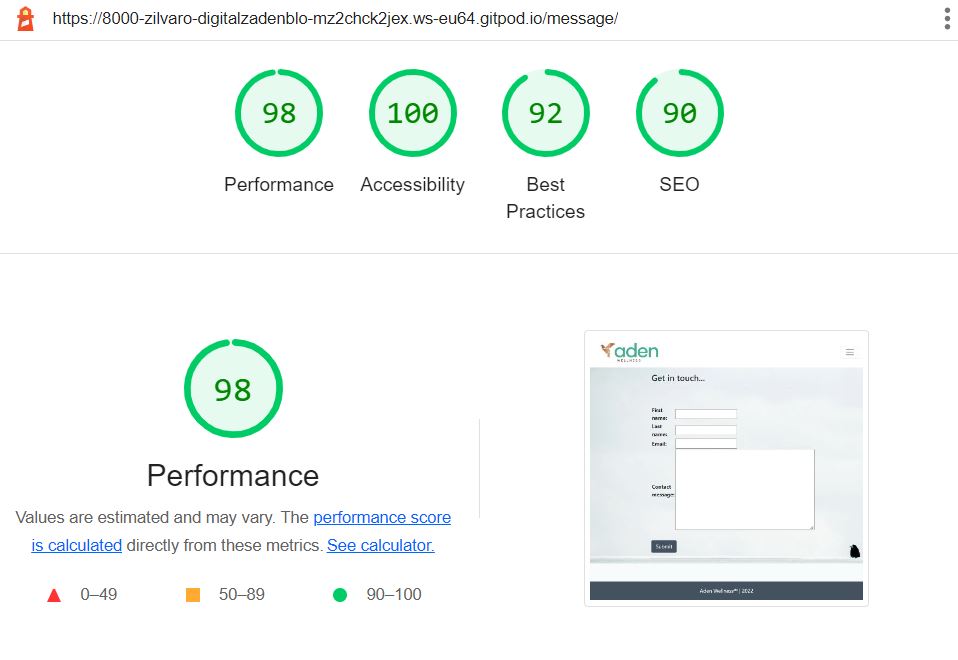 https://8000-zilvaro-digitalzadenblo-mz2chck2jex.ws-eu64.gitpod.io/message/
98
100
92
90
Performance
Accessibility
Best
Practices
SEO
98
Performance
Values are estimated and may vary. The performance score
is calculated directly from these metrics. See calculator.
0–49
50–89
90–100
aden
WELLNESS
Get in touch...
First
name:
Last
name:
Email:
Contact
message:
Submit
Aden Wellness™ | 2022